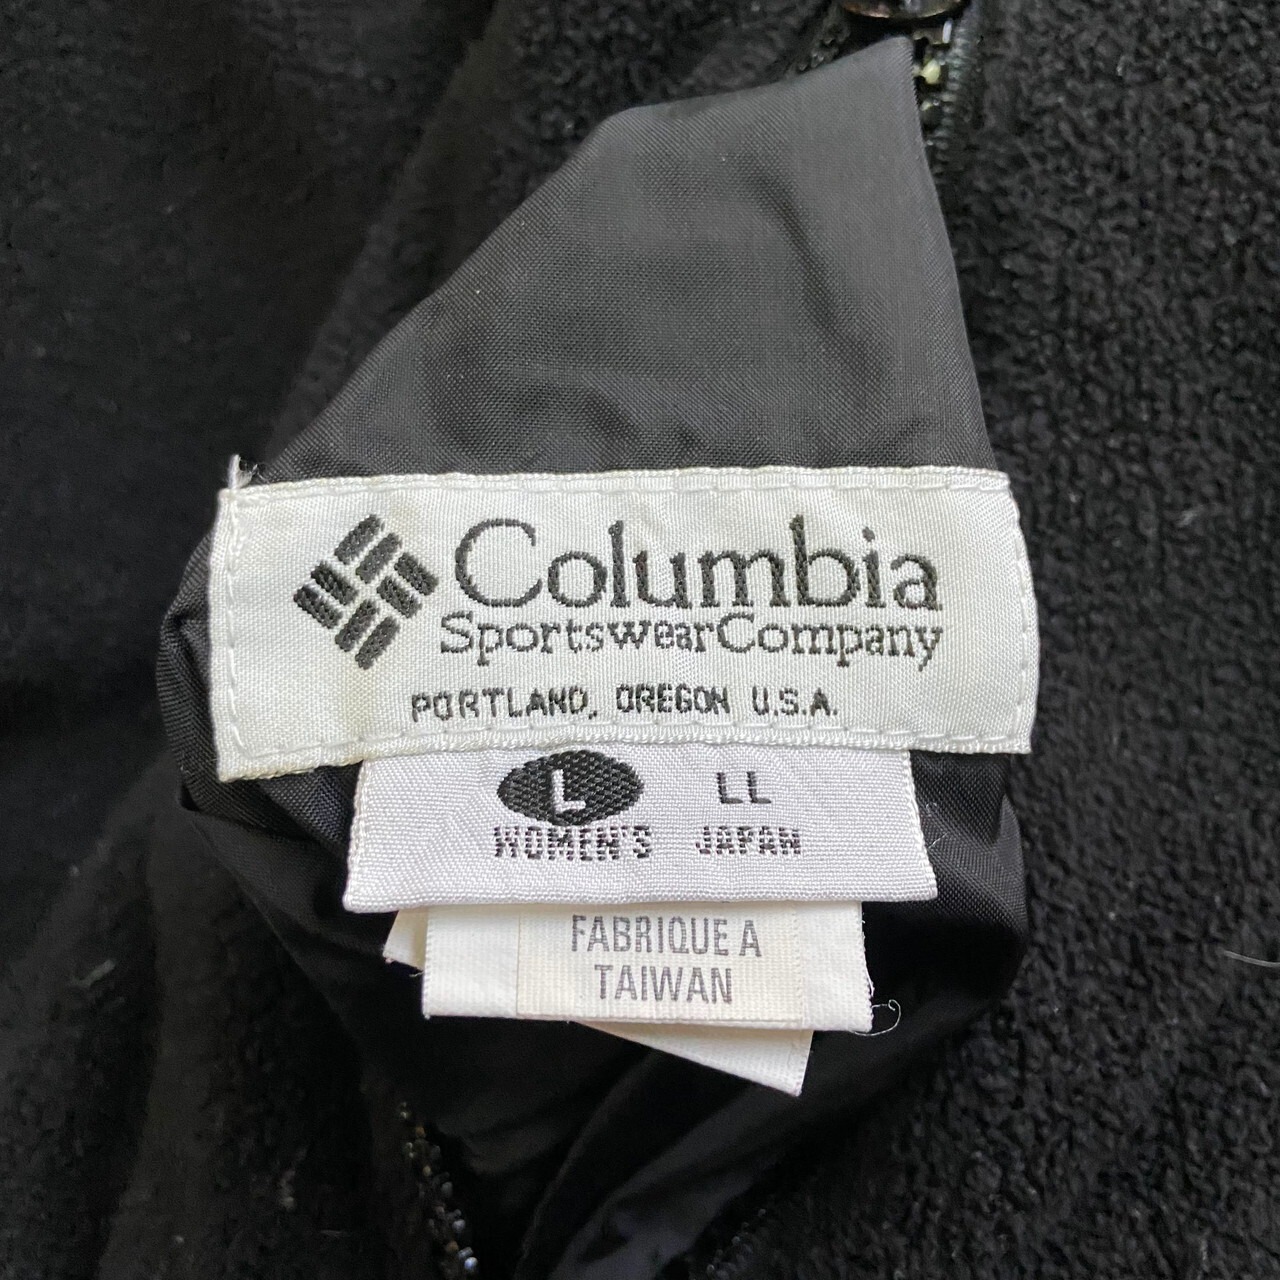 Columbia
SportswearCompany
PORTLAND, OREGON U.S.A.
L LL
WOMEN'S JAPAN
FABRIQUE A
TAIWAN